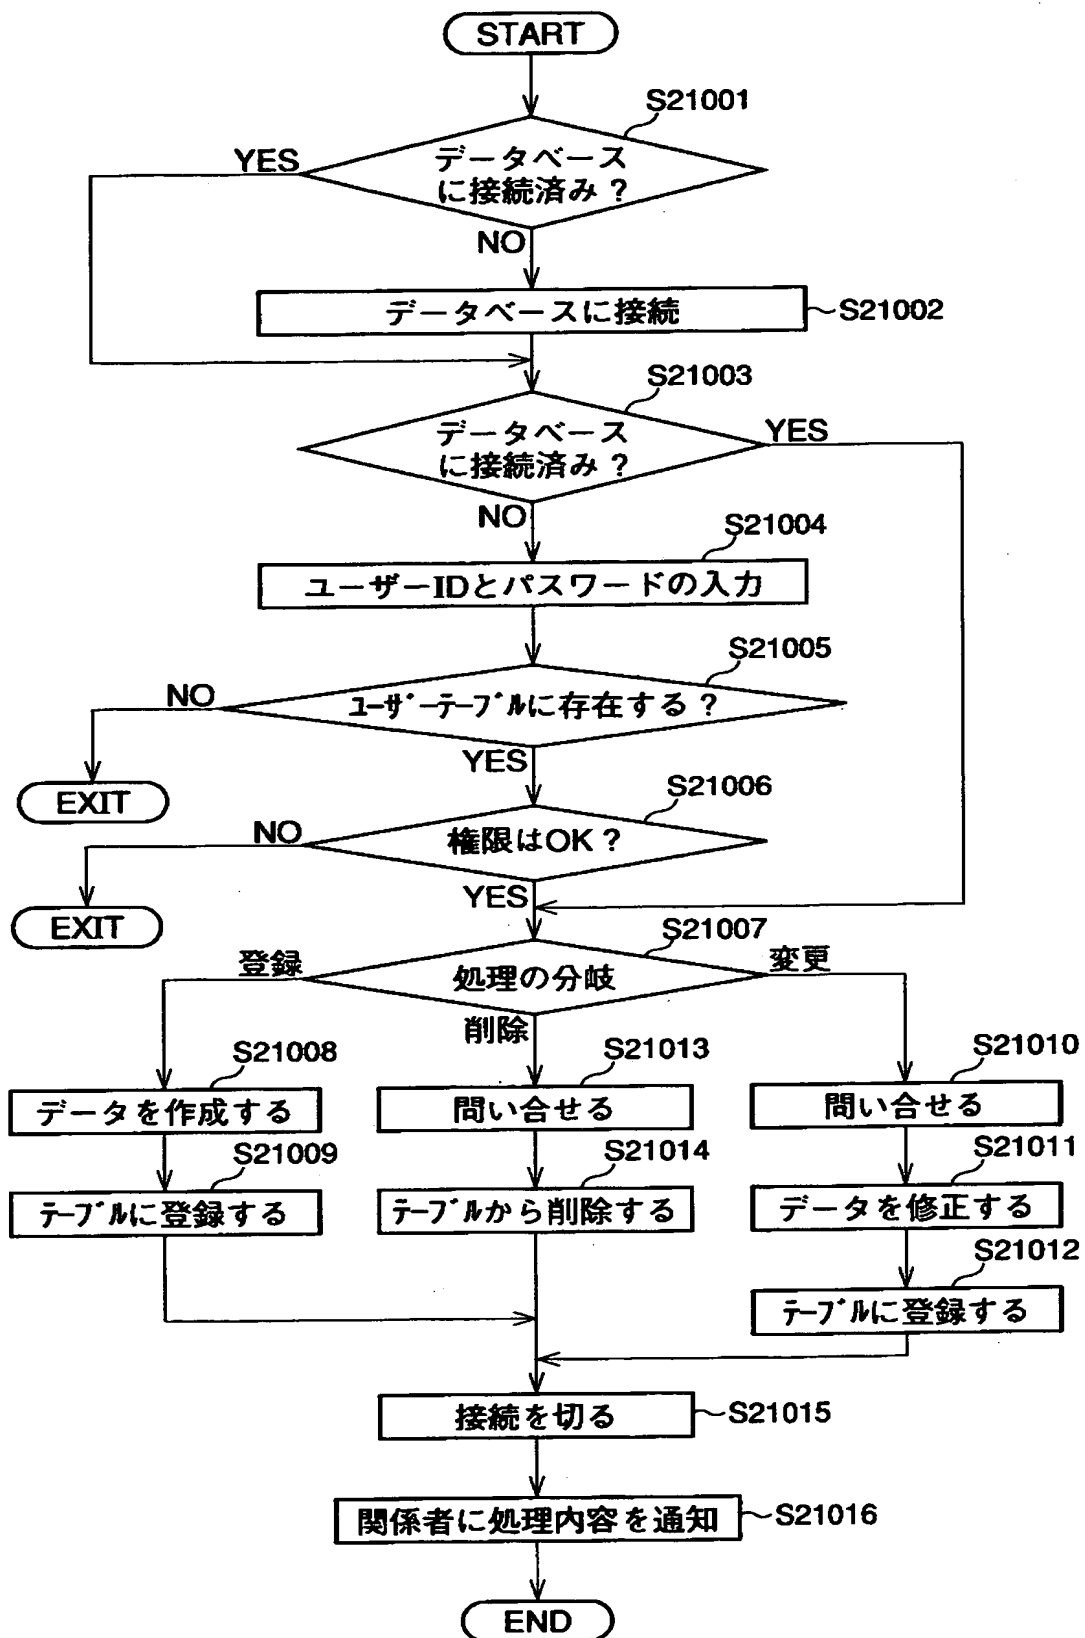 START
S21001
データベース
に接続済み？
YES
NO
データベースに接続
S21002
S21003
データベース
に接続済み？
YES
NO
S21004
ユーザーIDとパスワードの入力
S21005
ﾕｰｻﾞｰﾃｰﾌﾞﾙに存在する？
NO
YES
EXIT
S21006
権限はOK？
NO
YES
EXIT
S21007
処理の分岐
登録
削除
変更
S21008
データを作成する
S21009
ﾃｰﾌﾞﾙに登録する
S21013
問い合せる
S21014
ﾃｰﾌﾞﾙから削除する
S21010
問い合せる
S21011
データを修正する
S21012
ﾃｰﾌﾞﾙに登録する
接続を切る
S21015
関係者に処理内容を通知
S21016
END